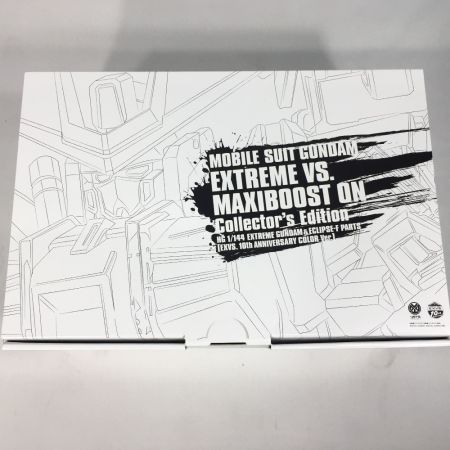 MOBILE SUIT GUNDAM
EXTREME VS.
MAXIBOOST ON
Collector's Edition
HG 1/144 EXTREME GUNDAM & ECLIPSE-F PARTS
[EXVS. 10th ANNIVERSARY COLOR Ver.]